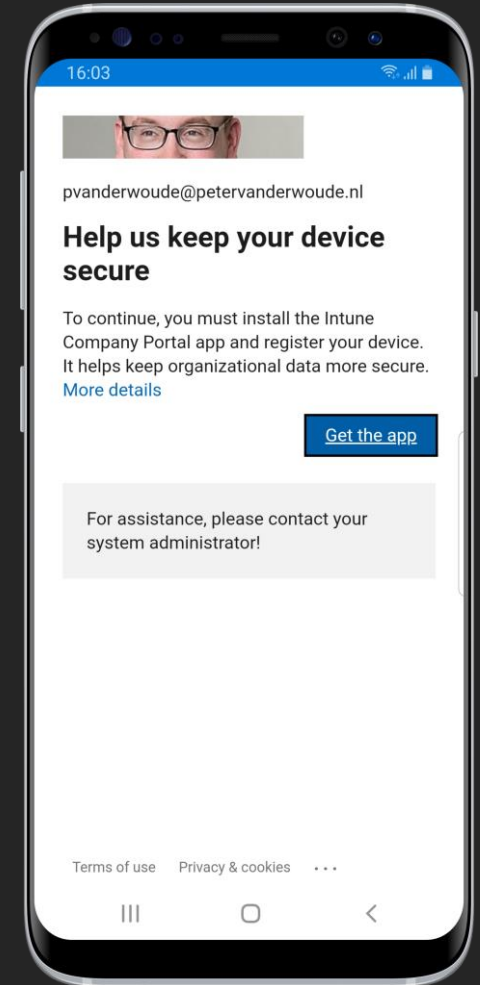 16:03
pvanderwoude@petervanderwoude.nl
Help us keep your device
secure
To continue, you must install the Intune
Company Portal app and register your device.
It helps keep organizational data more secure.
More details
Get the app
For assistance, please contact your
system administrator!
Terms of use Privacy & cookies ...